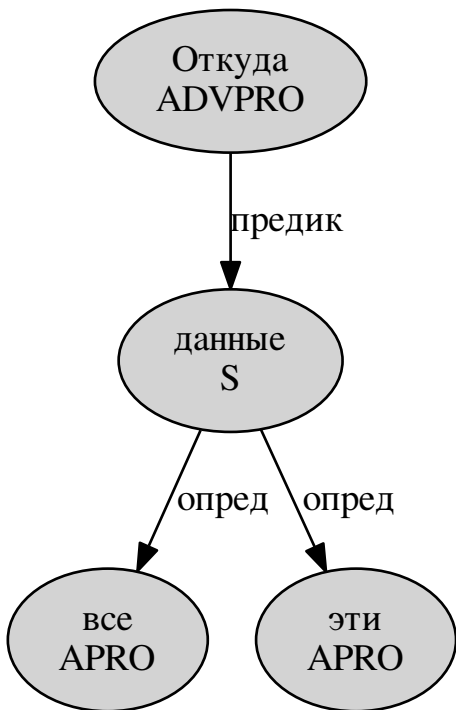 Откуда
ADVPRO
предик
данные
S
опред опред
все эти
APRO APRO